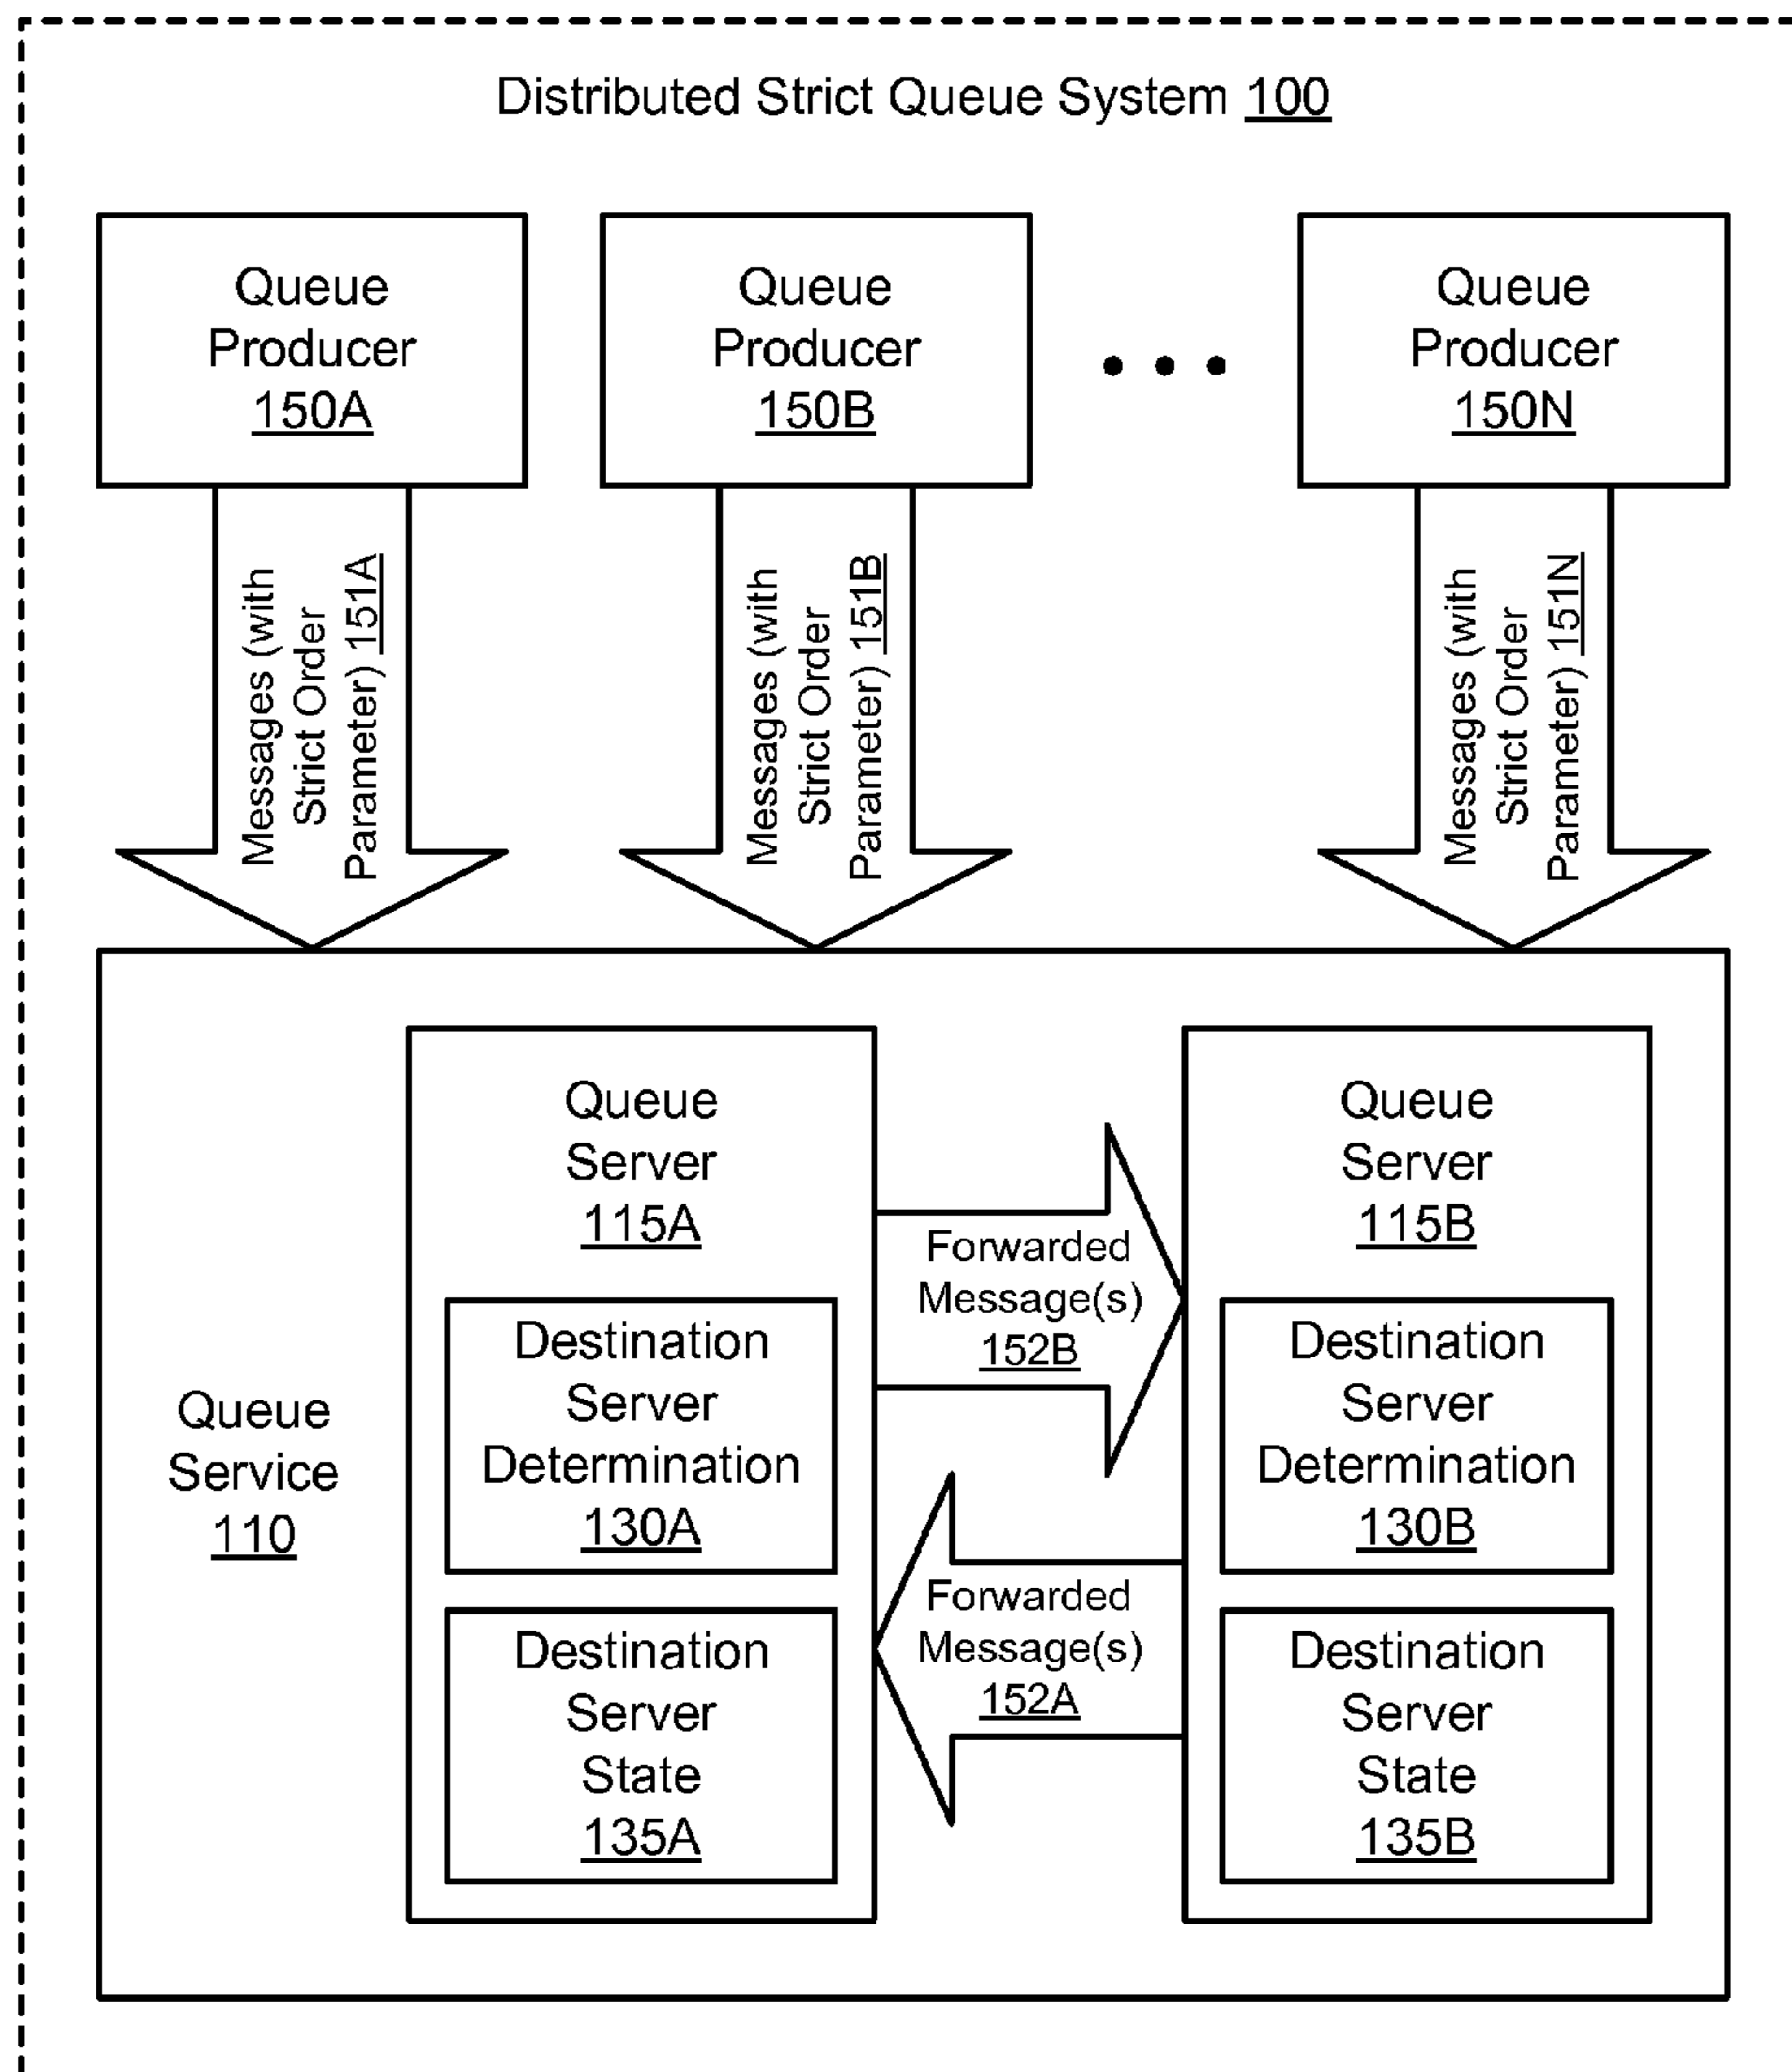 Distributed Strict Queue System 100
Queue
Producer
150A
Queue
Producer
150B
Queue
Producer
150N
Messages (with
Strict Order
Parameter) 151A
Messages (with
Strict Order
Parameter) 151B
Messages (with
Strict Order
Parameter) 151N
Queue
Service
110
Queue
Server
115A
Destination
Server
Determination
130A
Destination
Server
State
135A
Forwarded
Message(s)
152B
Forwarded
Message(s)
152A
Queue
Server
115B
Destination
Server
Determination
130B
Destination
Server
State
135B